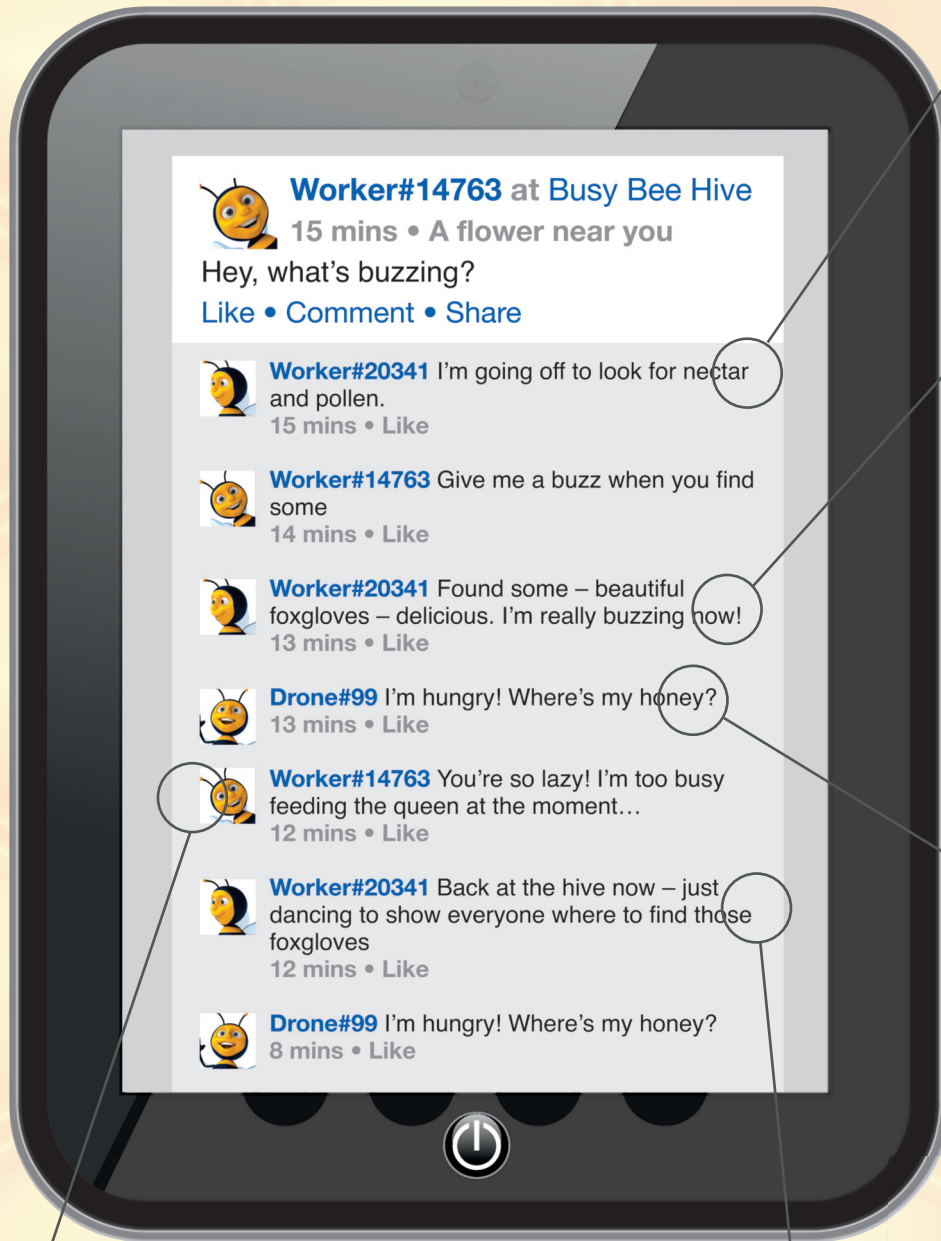 Worker#14763 at Busy Bee Hive
15 mins • A flower near you
Hey, what's buzzing?
Like • Comment • Share
Worker#20341 I'm going off to look for nectar
and pollen.
15 mins • Like
Worker#14763 Give me a buzz when you find
some
14 mins • Like
Worker#20341 Found some – beautiful
foxgloves – delicious. I'm really buzzing now!
13 mins • Like
Drone#99 I'm hungry! Where's my honey?
13 mins • Like
Worker#14763 You're so lazy! I'm too busy
feeding the queen at the moment…
12 mins • Like
Worker#20341 Back at the hive now – just
dancing to show everyone where to find those
foxgloves
12 mins • Like
Drone#99 I'm hungry! Where's my honey?
8 mins • Like